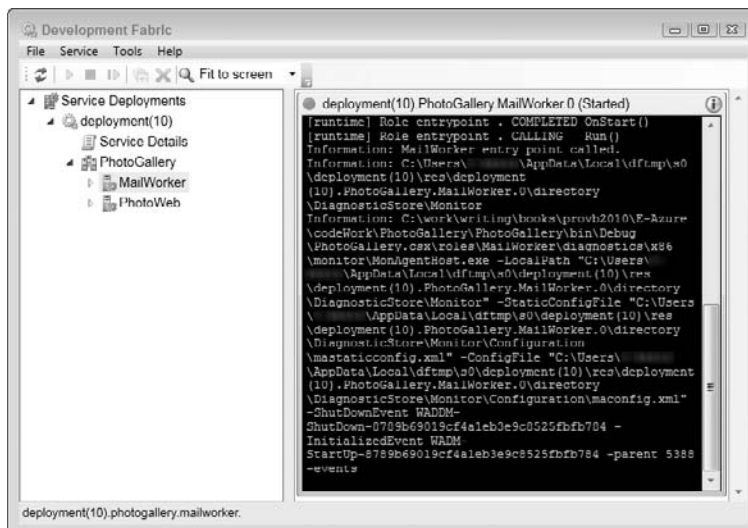 Development Fabric
File Service Tools Help
Fit to screen
Service Deployments
deployment(10)
Service Details
PhotoGallery
MailWorker
PhotoWeb
deployment(10) PhotoGallery MailWorker 0 (Started)
[runtime] Role entrypoint . COMPLETED OnStart()
[runtime] Role entrypoint . CALLING Run()
Information: MailWorker entry point called.
Information: C:\Users\ \AppData\Local\dftmp\s0
\deployment(10)\res\deployment
(10).PhotoGallery.MailWorker.0\directory
\DiagnosticStore\Monitor
Information: C:\work\writing\books\provb2010\E-Azure
\codeWork\PhotoGallery\PhotoGallery\bin\Debug
\PhotoGallery.csx\roles\MailWorker\diagnostics\x86
\monitor\MonAgentHost.exe -LocalPath "C:\Users\
\AppData\Local\dftmp\s0\deployment(10)\res
\deployment(10).PhotoGallery.MailWorker.0\directory
\DiagnosticStore\Monitor" -StaticConfigFile "C:\Users
\ \AppData\Local\dftmp\s0\deployment(10)\res
\deployment(10).PhotoGallery.MailWorker.0\directory
\DiagnosticStore\Monitor\Configuration
\mastaticconfig.xml" -ConfigFile "C:\Users\
\AppData\Local\dftmp\s0\deployment(10)\res\deployment
(10).PhotoGallery.MailWorker.0\directory
\DiagnosticStore\Monitor\Configuration\maconfig.xml"
-ShutDownEvent WADDM-
ShutDown-8789b69019cf4a1eb3e9c8525fbfb784 -
InitializedEvent WADM-
StartUp-8789b69019cf4a1eb3e9c8525fbfb784 -parent 5388
-events
deployment(10).photogallery.mailworker.